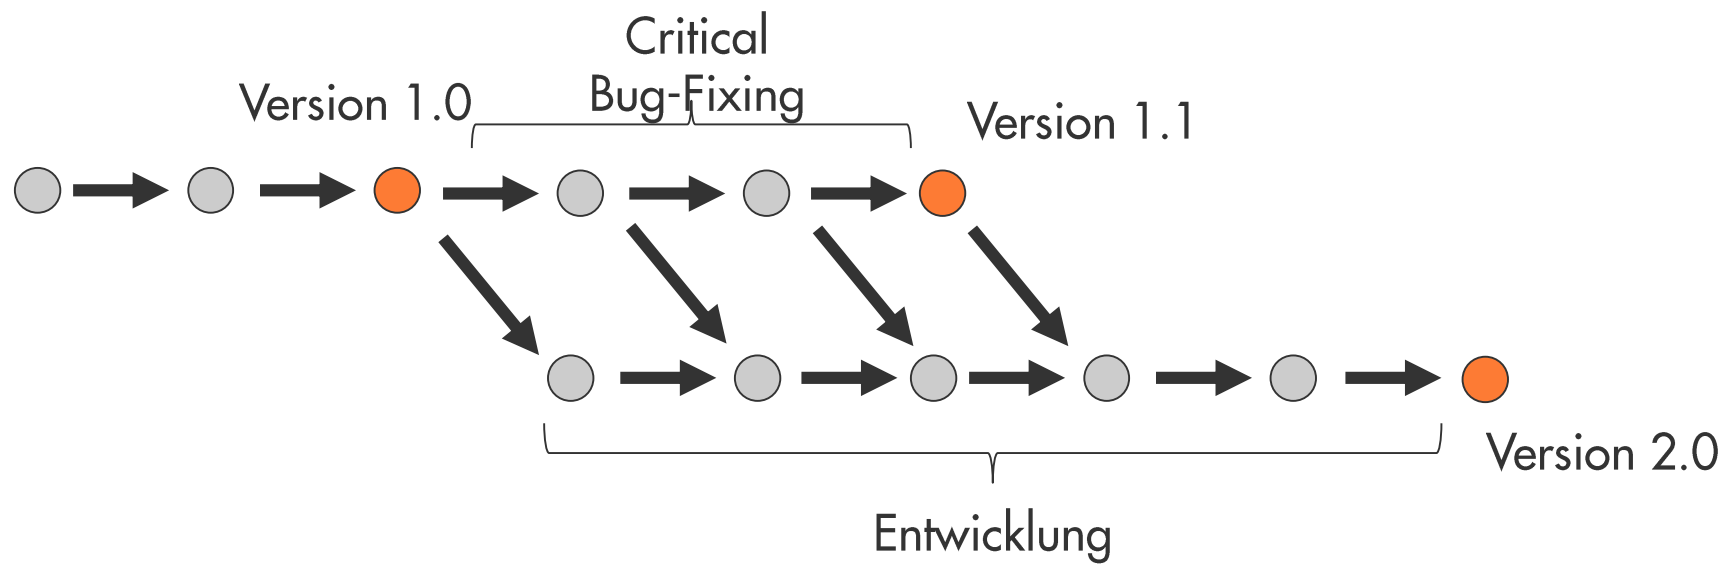 Critical
Bug-Fixing
Version 1.0
Version 1.1
Version 2.0
Entwicklung